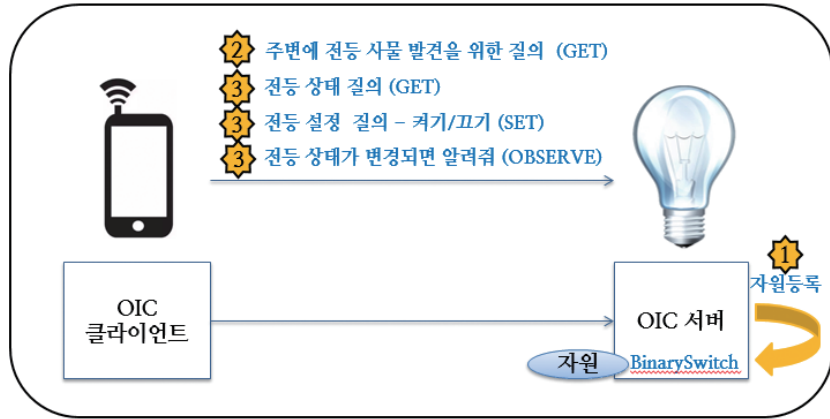 2 주변에 전등 사물 발견을 위한 질의 (GET)
3 전등 상태 질의 (GET)
3 전등 설정 질의 – 켜기/끄기 (SET)
3 전등 상태가 변경되면 알려줘 (OBSERVE)
1
자원등록
OIC
클라이언트
OIC 서버
자원
BinarySwitch